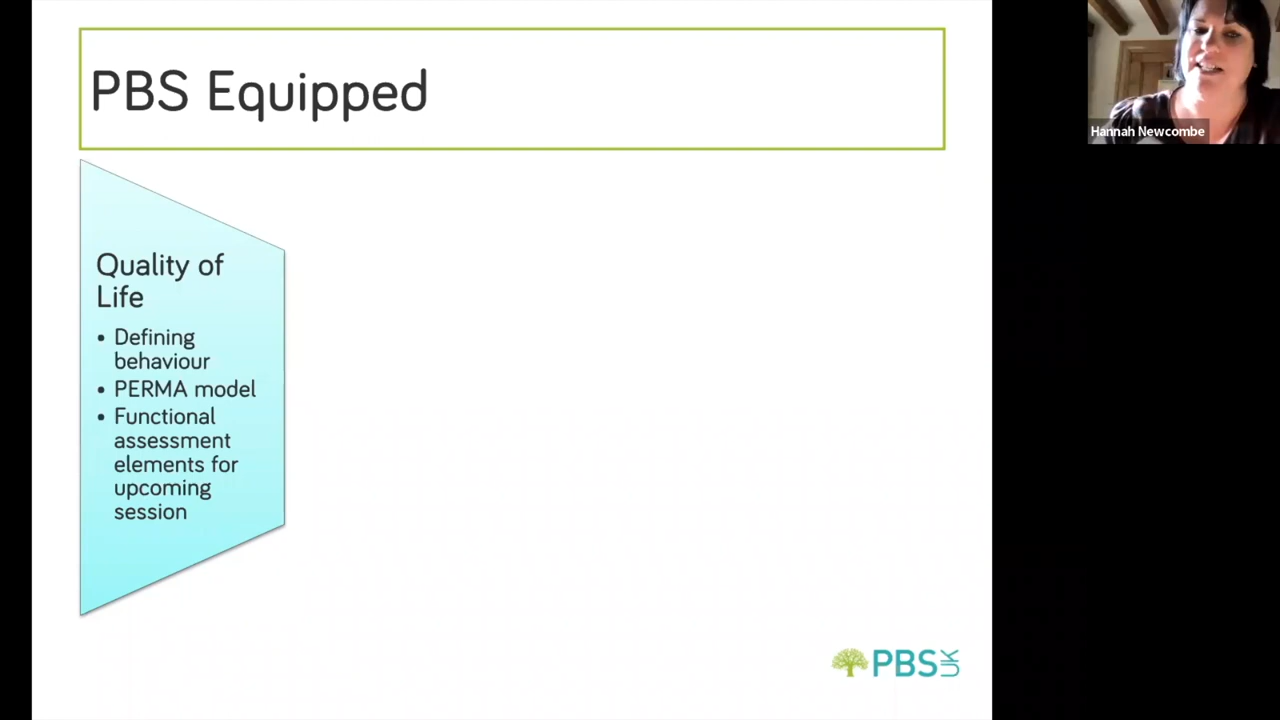 PBS Equipped
Hannah Newcombe
Quality of
Life
• Defining
behaviour
• PERMA model
• Functional
assessment
elements for
upcoming
session
PBS UK